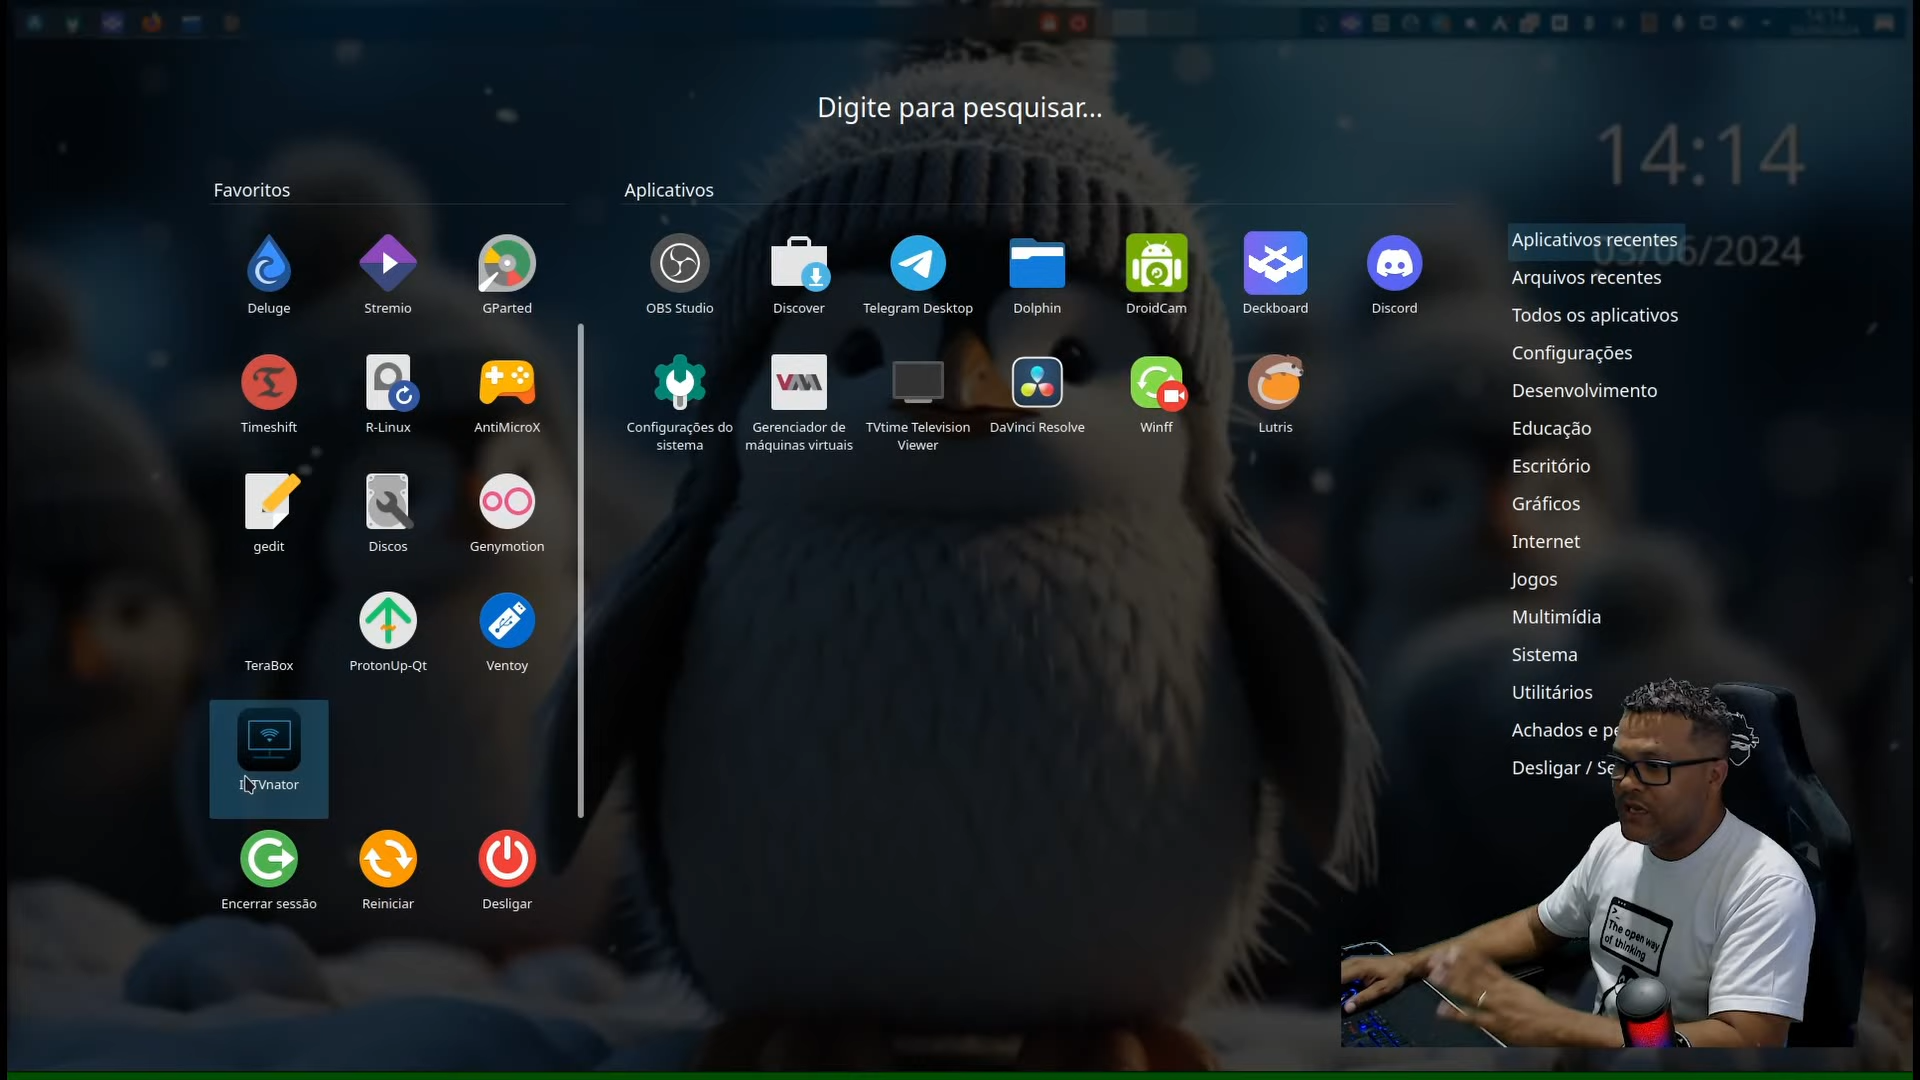 Digite para pesquisar...
14:14
03/06/2024
Favoritos
Deluge
Stremio
GParted
Timeshift
R-Linux
AntiMicroX
gedit
Discos
Genymotion
TeraBox
ProtonUp-Qt
Ventoy
Encerrar sessão
Reiniciar
Desligar
Aplicativos
OBS Studio
Discover
Telegram Desktop
Dolphin
DroidCam
Deckboard
Discord
Configurações do
sistema
Gerenciador de
máquinas virtuais
TVtime Television
Viewer
DaVinci Resolve
Winff
Lutris
Aplicativos recentes
Arquivos recentes
Todos os aplicativos
Configurações
Desenvolvimento
Educação
Escritório
Gráficos
Internet
Jogos
Multimídia
Sistema
Utilitários
Achados e
Desligar /
The open way
of thinking